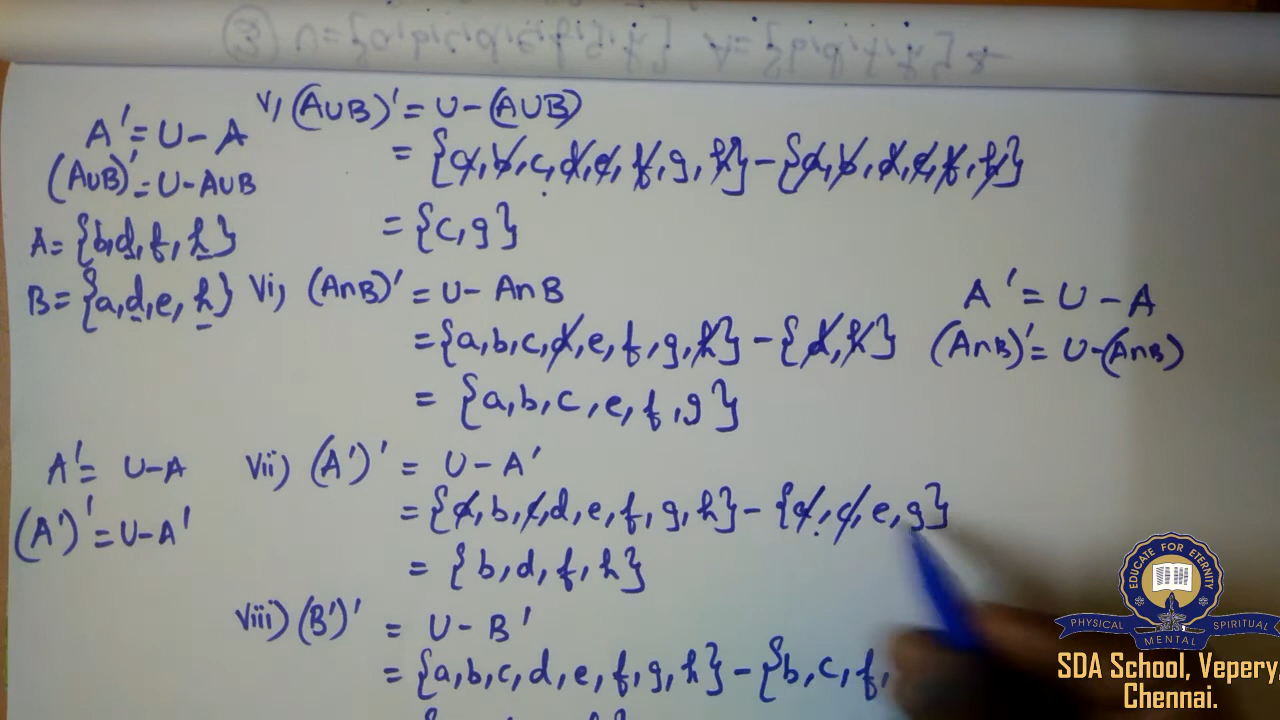 v, (A∪B)' = U - (A∪B)
A' = U - A
(A∪B)' = U - A∪B
= {a, b, c, d, e, f, g, h} - {a, b, d, e, f, h}
A = {b, d, f, h}
= {c, g}
B = {a, d, e, h}
vi, (A∩B)' = U - A∩B
A' = U - A
= {a, b, c, d, e, f, g, h} - {d, h}
(A∩B)' = U - (A∩B)
= {a, b, c, e, f, g}
A' = U - A
vii) (A')' = U - A'
(A')' = U - A'
= {a, b, c, d, e, f, g, h} - {a, c, e, g}
= {b, d, f, h}
viii) (B')' = U - B'
= {a, b, c, d, e, f, g, h} - {b, c, f,
EDUCATE FOR ETERNITY
PHYSICAL MENTAL SPIRITUAL
SDA School, Vepery,
Chennai.